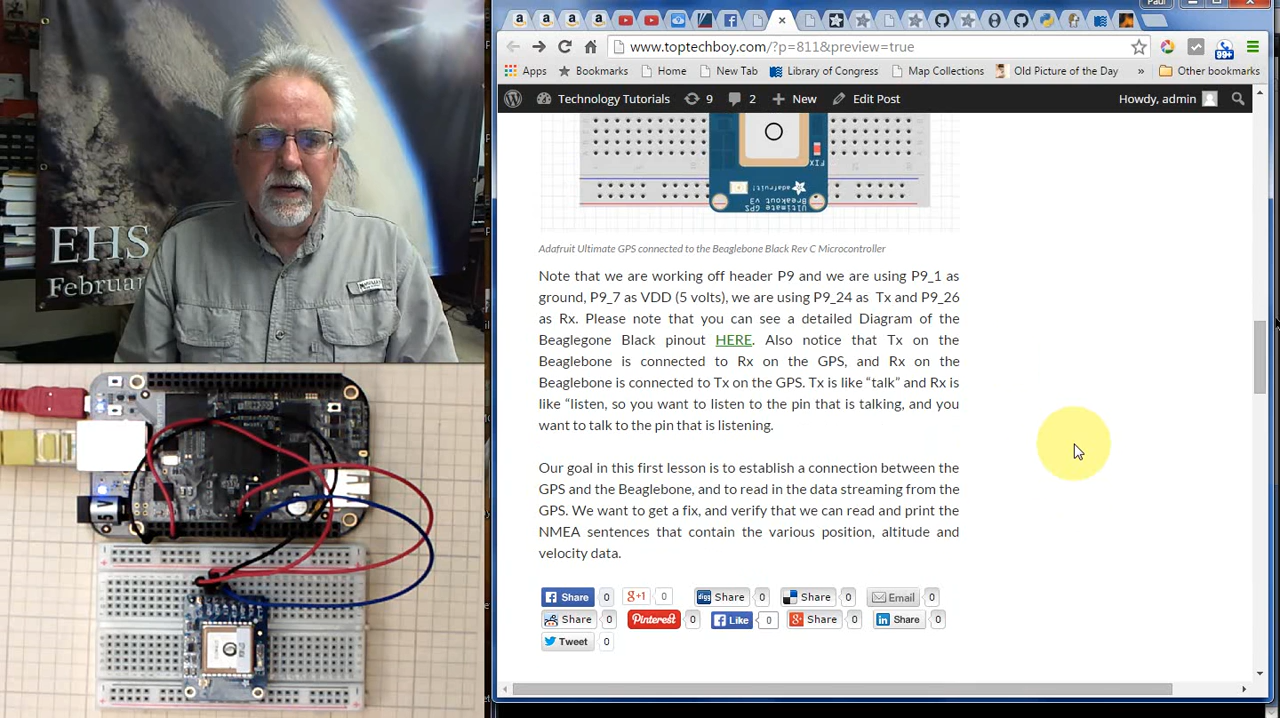 Paul
www.toptechboy.com/?p=811&preview=true
99+
Apps Bookmarks Home New Tab Library of Congress Map Collections Old Picture of the Day » Other bookmarks
Technology Tutorials 9 2 New Edit Post Howdy, admin
FIX
adafruit!
Ultimate GPS
Breakout v3
EHS
Februar
Adafruit Ultimate GPS connected to the Beaglebone Black Rev C Microcontroller
Note that we are working off header P9 and we are using P9_1 as
ground, P9_7 as VDD (5 volts), we are using P9_24 as Tx and P9_26
as Rx. Please note that you can see a detailed Diagram of the
Beaglegone Black pinout HERE. Also notice that Tx on the
Beaglebone is connected to Rx on the GPS, and Rx on the
Beaglebone is connected to Tx on the GPS. Tx is like “talk” and Rx is
like “listen, so you want to listen to the pin that is talking, and you
want to talk to the pin that is listening.
Our goal in this first lesson is to establish a connection between the
GPS and the Beaglebone, and to read in the data streaming from the
GPS. We want to get a fix, and verify that we can read and print the
NMEA sentences that contain the various position, altitude and
velocity data.
Share 0 +1 0 digg Share 0 Share 0 Email 0
Share 0 Pinterest 0 Like 0 Share 0 Share 0
Tweet 0